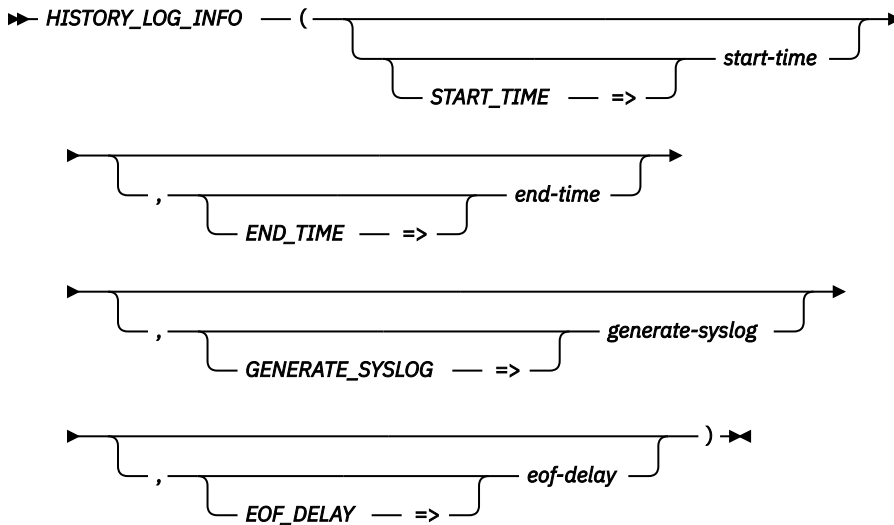 HISTORY_LOG_INFO (
start-time
START_TIME =>
, end-time
END_TIME =>
, generate-syslog
GENERATE_SYSLOG =>
)
, eof-delay
EOF_DELAY =>